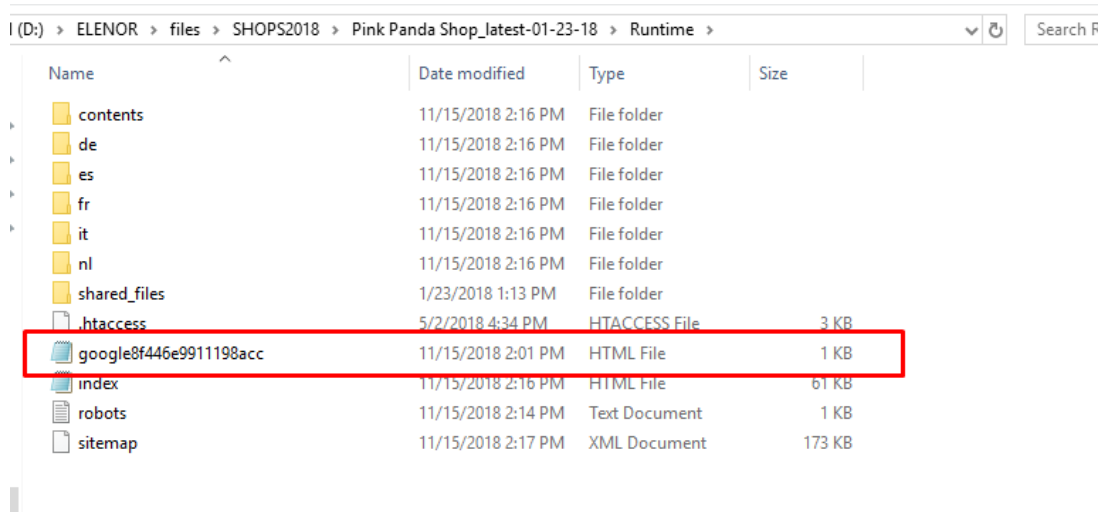 (D:) > ELENOR > files > SHOPS2018 > Pink Panda Shop_latest-01-23-18 > Runtime > Search
Name Date modified Type Size
contents 11/15/2018 2:16 PM File folder
de 11/15/2018 2:16 PM File folder
es 11/15/2018 2:16 PM File folder
fr 11/15/2018 2:16 PM File folder
it 11/15/2018 2:16 PM File folder
nl 11/15/2018 2:16 PM File folder
shared_files 1/23/2018 1:13 PM File folder
.htaccess 5/2/2018 4:34 PM HTACCESS File 3 KB
google8f446e9911198acc 11/15/2018 2:01 PM HTML File 1 KB
index 11/15/2018 2:16 PM HTML File 61 KB
robots 11/15/2018 2:14 PM Text Document 1 KB
sitemap 11/15/2018 2:17 PM XML Document 173 KB